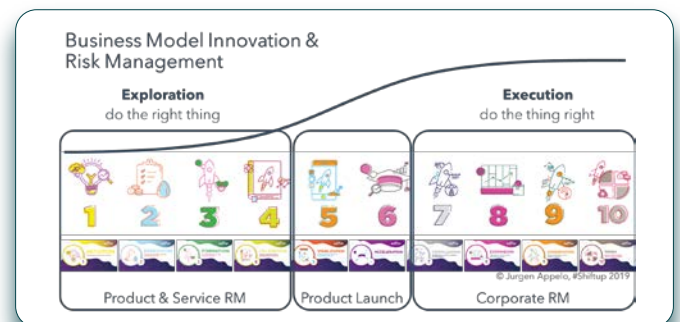 Business Model Innovation &
Risk Management
Exploration
do the right thing
Execution
do the thing right
1 2 3 4 5 6 7 8 9 10
© Jurgen Appelo, #Shiftup 2019
Product & Service RM
Product Launch
Corporate RM